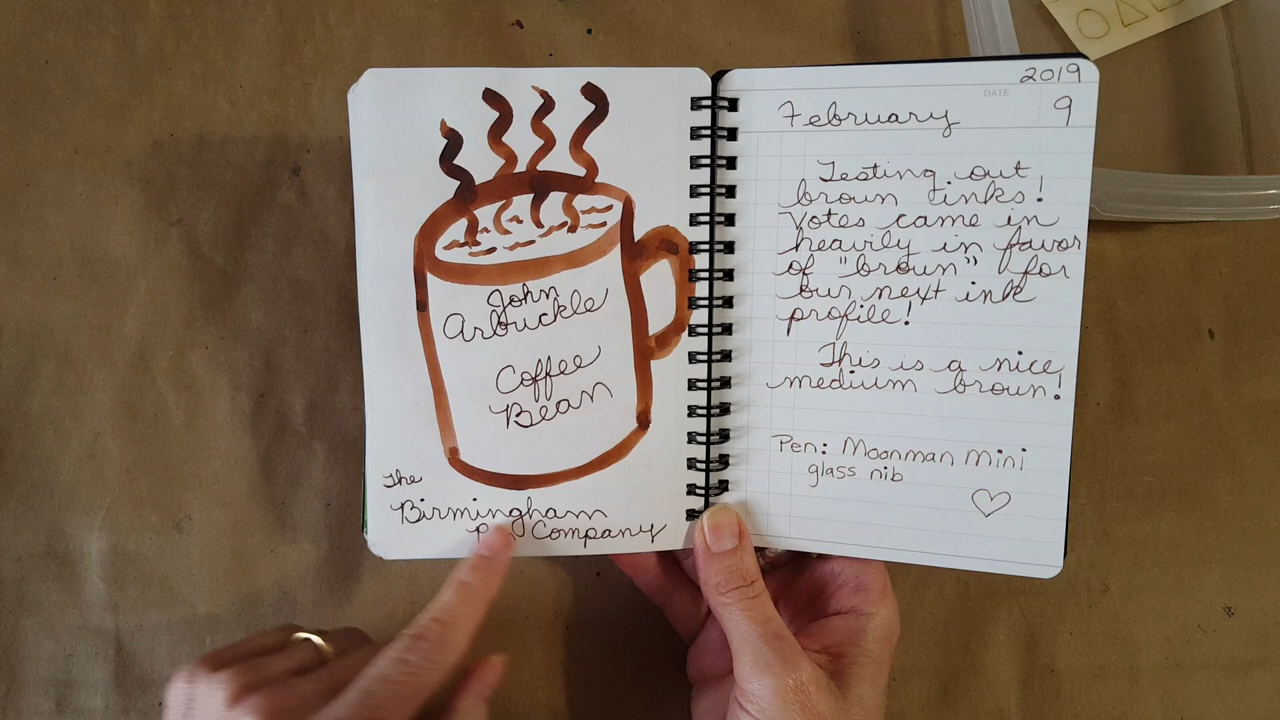 John
Arbuckle
Coffee
Bean
The
Birmingham
Company
2019
DATE
February 9
Testing out
brown inks!
Votes came in
heavily in favor
of "brown" for
our next ink
profile!
This is a nice
medium brown!
Pen: Moonman Mini
glass nib